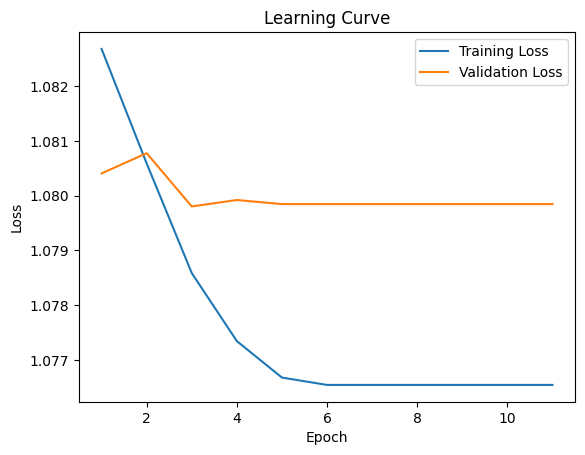 Learning Curve
Training Loss
Validation Loss
1.082
1.081
1.080
1.079
1.078
1.077
Loss
2
4
6
8
10
Epoch